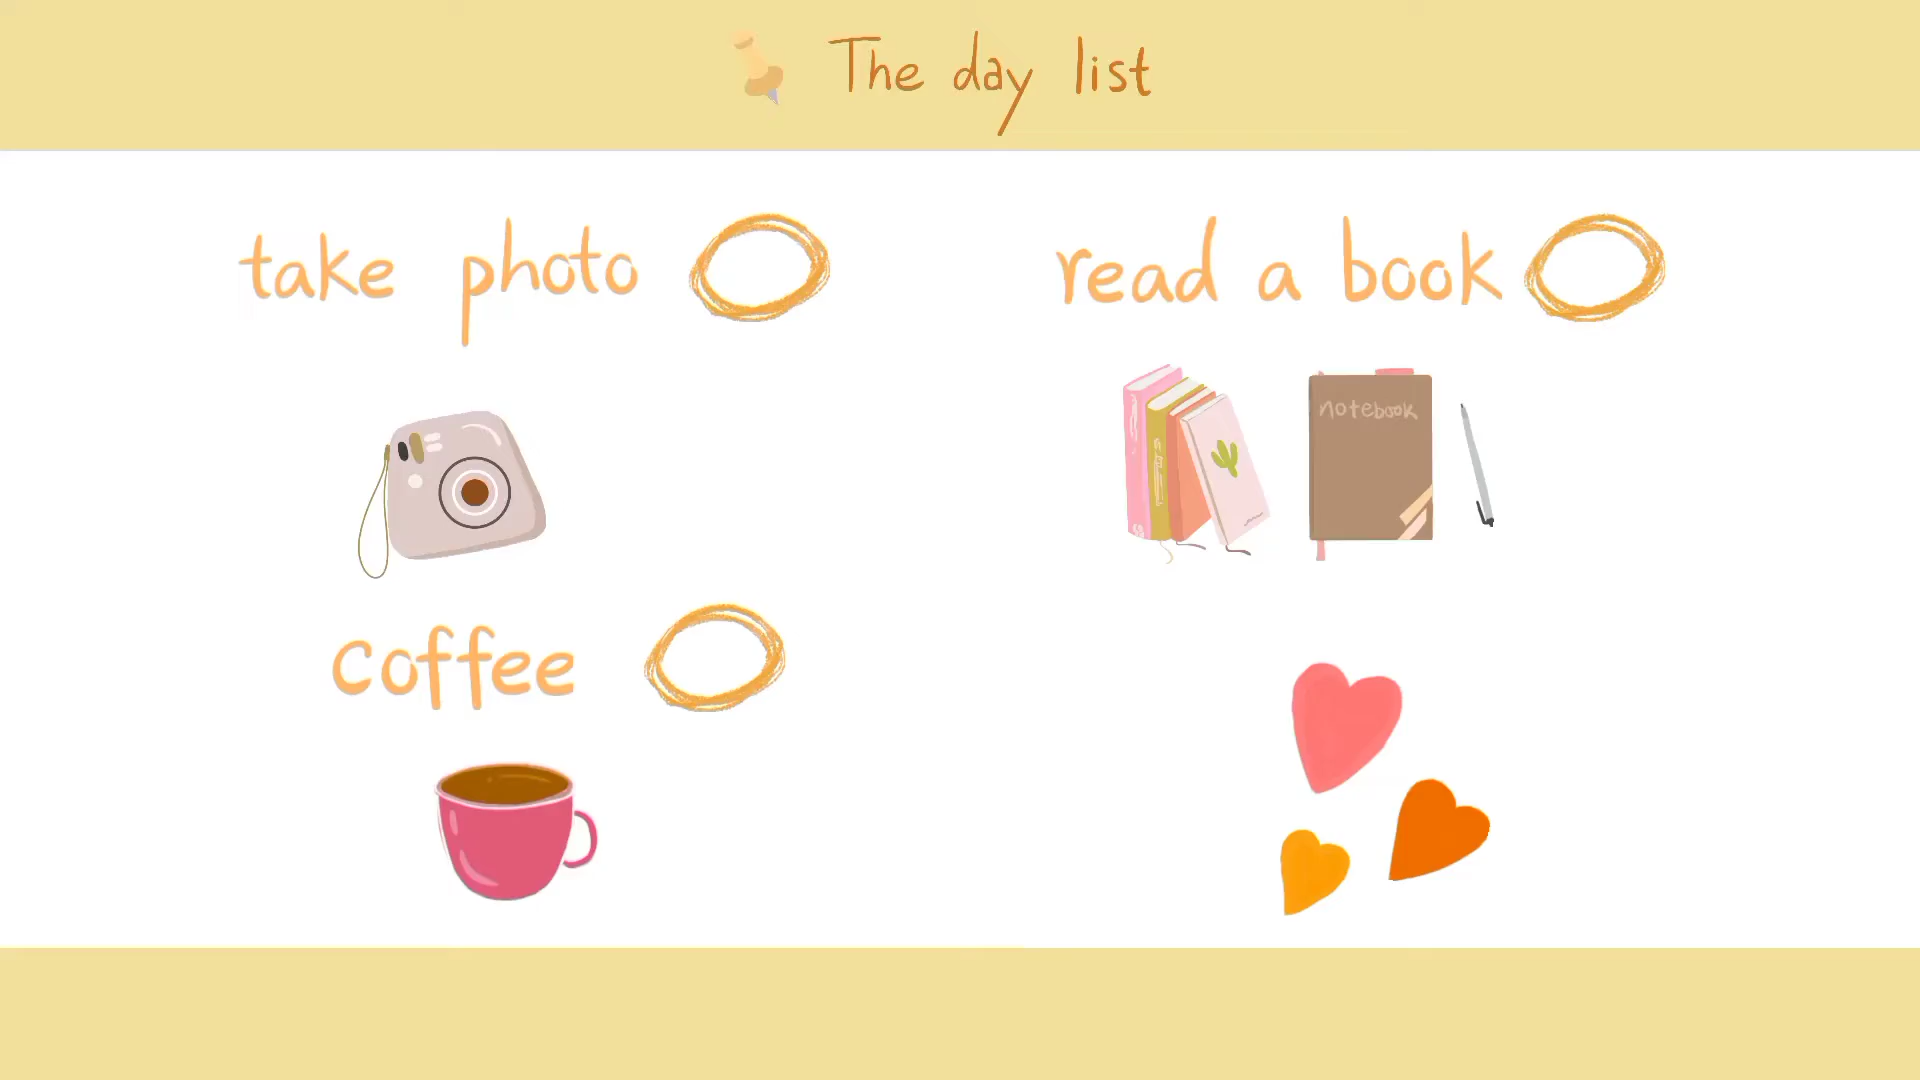 The day list
take photo
read a book
notebook
coffee